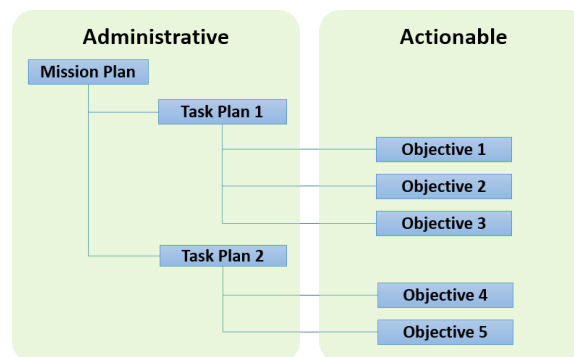 Administrative
Actionable
Mission Plan
Task Plan 1
Objective 1
Objective 2
Objective 3
Task Plan 2
Objective 4
Objective 5